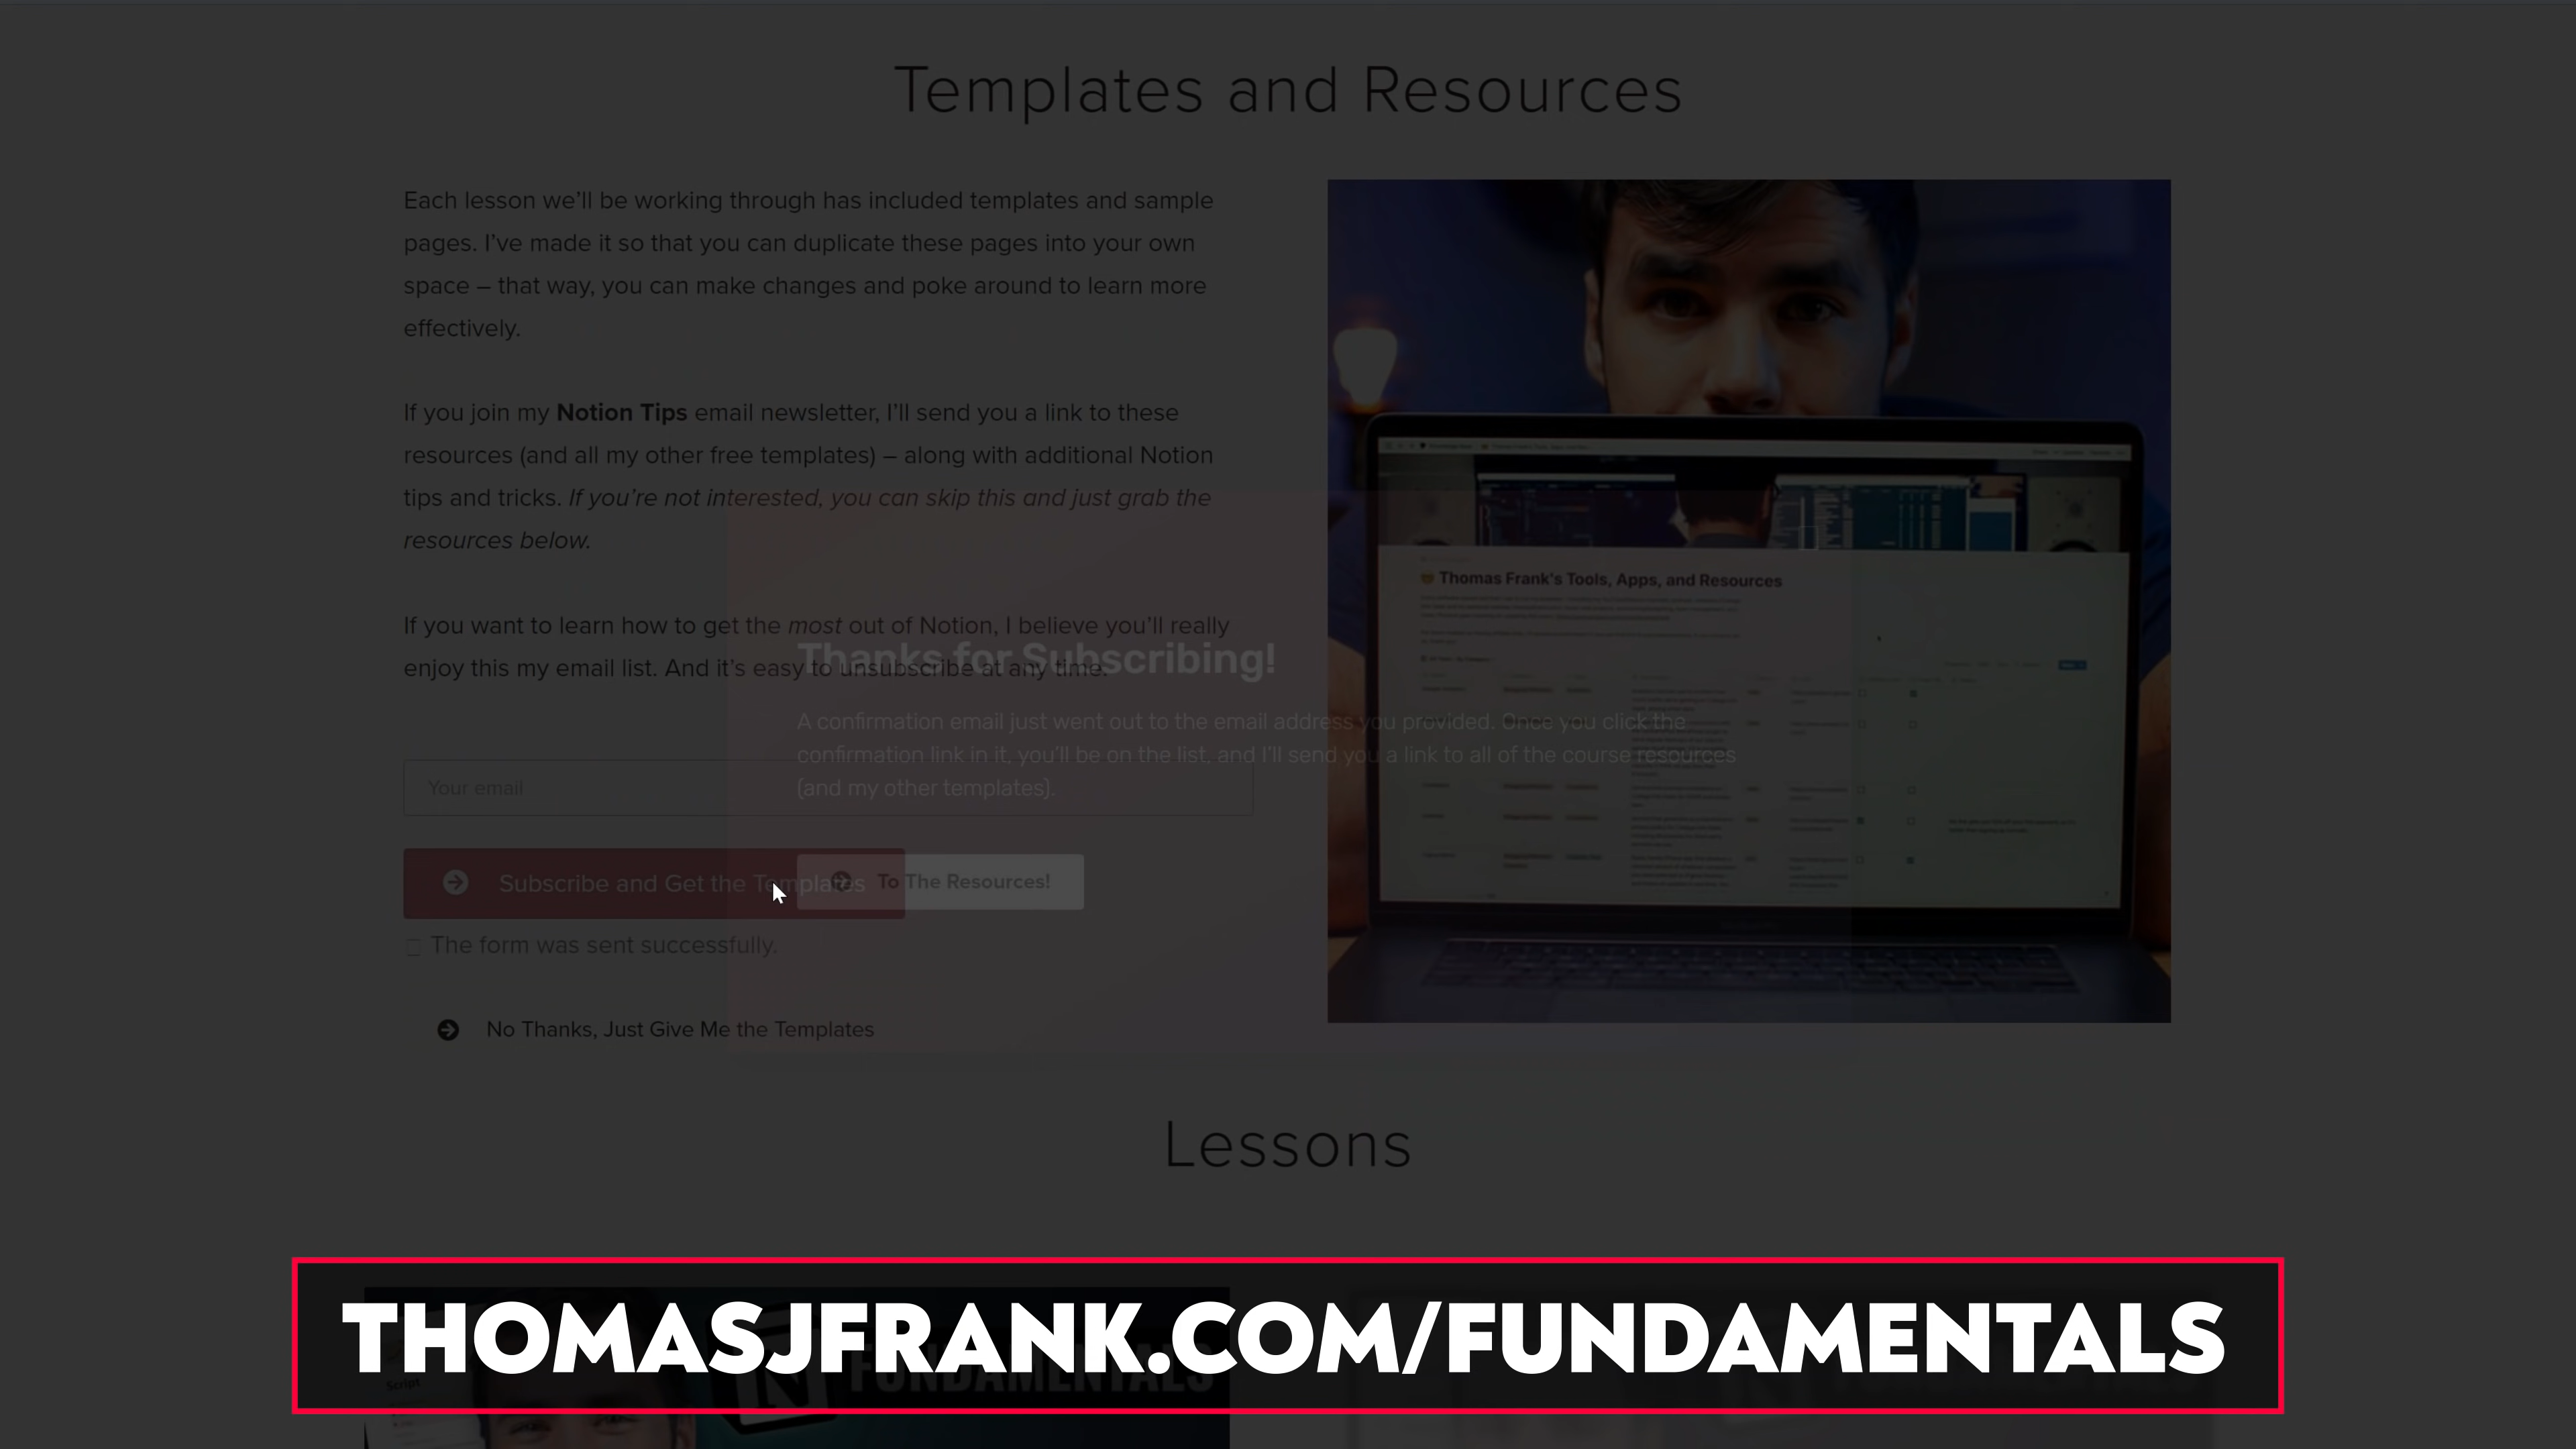 Templates and Resources
Each lesson we'll be working through has included templates and sample
pages. I've made it so that you can duplicate these pages into your own
space – that way, you can make changes and poke around to learn more
effectively.
If you join my Notion Tips email newsletter, I'll send you a link to these
resources (and all my other free templates) – along with additional Notion
tips and tricks. If you're not interested, you can skip this and just grab the
resources below.
If you want to learn how to get the most out of Notion, I believe you'll really
enjoy this my email list. And it's easy to unsubscribe at any time.
Your email
Subscribe and Get the Templates
The form was sent successfully.
No Thanks, Just Give Me the Templates
Thomas Frank's Tools, Apps, and Resources
Thanks for Subscribing!
A confirmation email just went out to the email address you provided. Once you click the
confirmation link in it, you'll be on the list, and I'll send you a link to all of the course resources
(and my other templates).
To The Resources!
Lessons
Script
FUNDAMENTALS
THOMASJFRANK.COM/FUNDAMENTALS